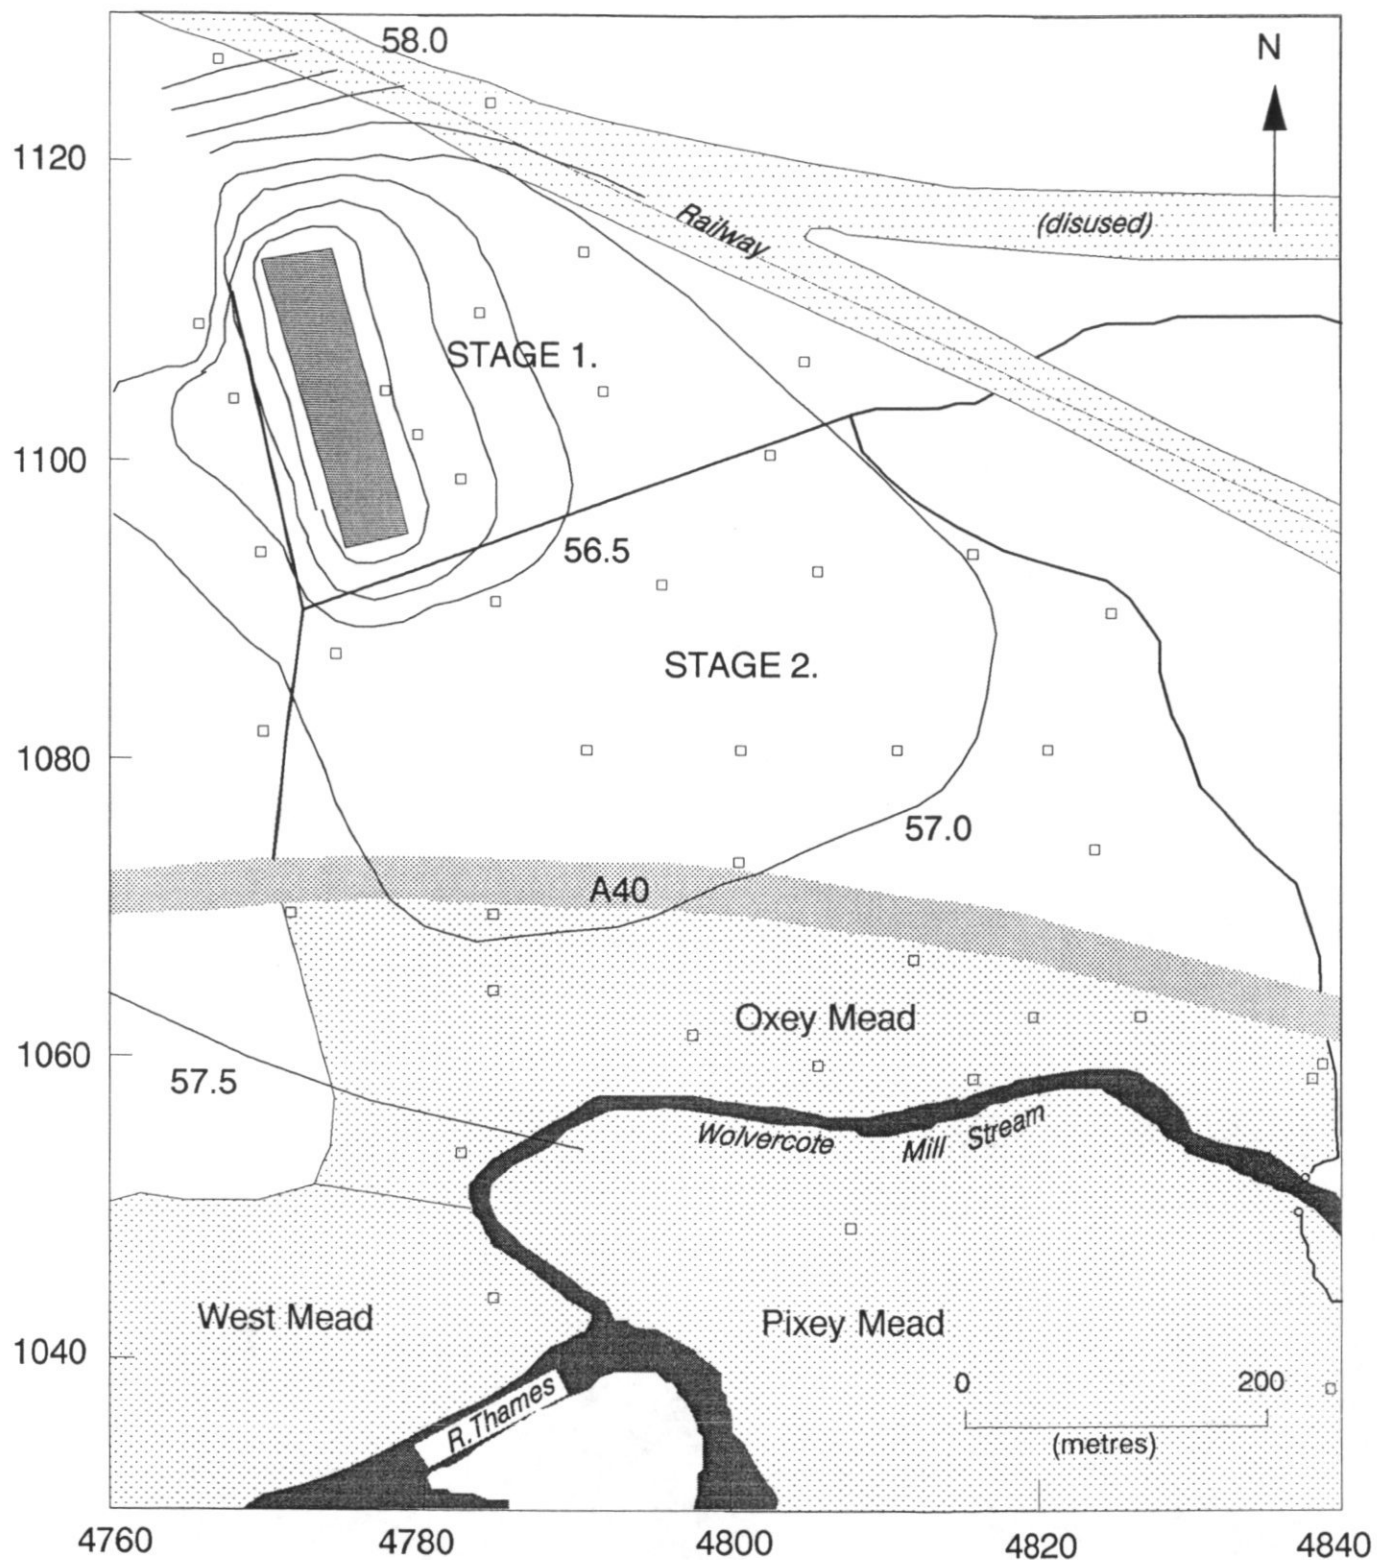 58.0
N
1120
Railway
(disused)
STAGE 1.
1100
56.5
STAGE 2.
1080
57.0
A40
Oxey Mead
1060
57.5
Wolvercote Mill Stream
West Mead
Pixey Mead
1040
0 200
R.Thames
(metres)
4760 4780 4800 4820 4840